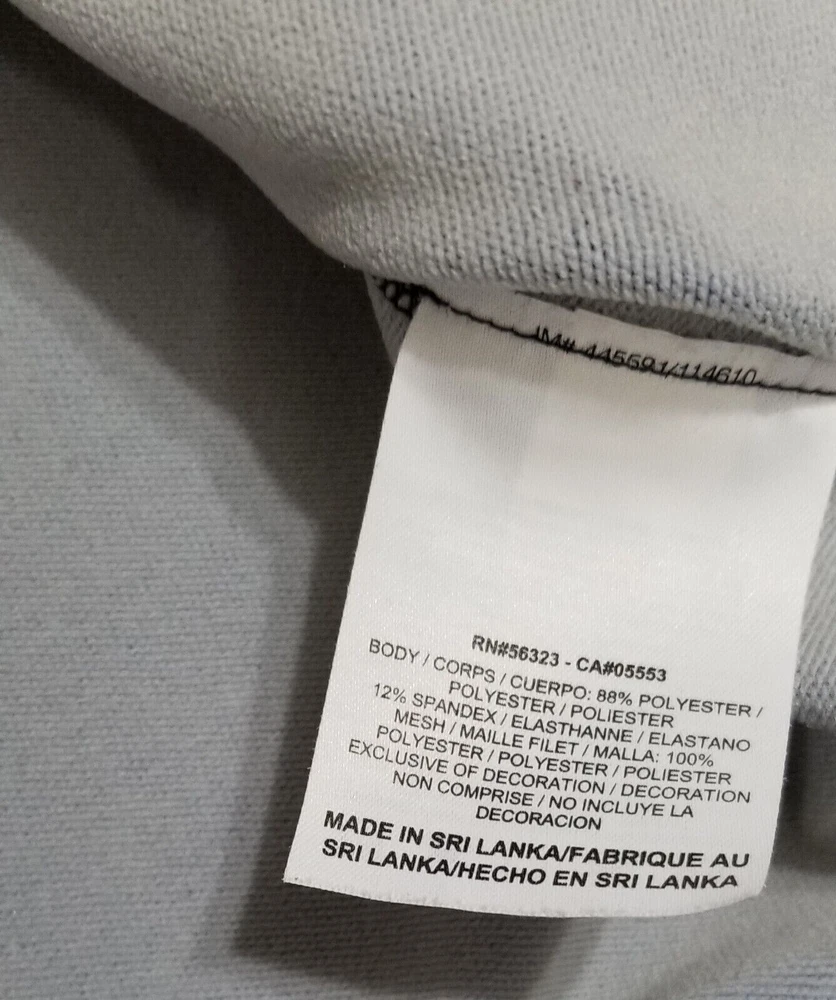 IM# 445591/114610
RN#56323 - CA#05553
BODY / CORPS / CUERPO: 88% POLYESTER /
POLYESTER / POLIESTER
12% SPANDEX / ELASTHANNE / ELASTANO
MESH / MAILLE FILET / MALLA: 100%
POLYESTER / POLYESTER / POLIESTER
EXCLUSIVE OF DECORATION / DECORATION
NON COMPRISE / NO INCLUYE LA
DECORACION
MADE IN SRI LANKA/FABRIQUE AU
SRI LANKA/HECHO EN SRI LANKA